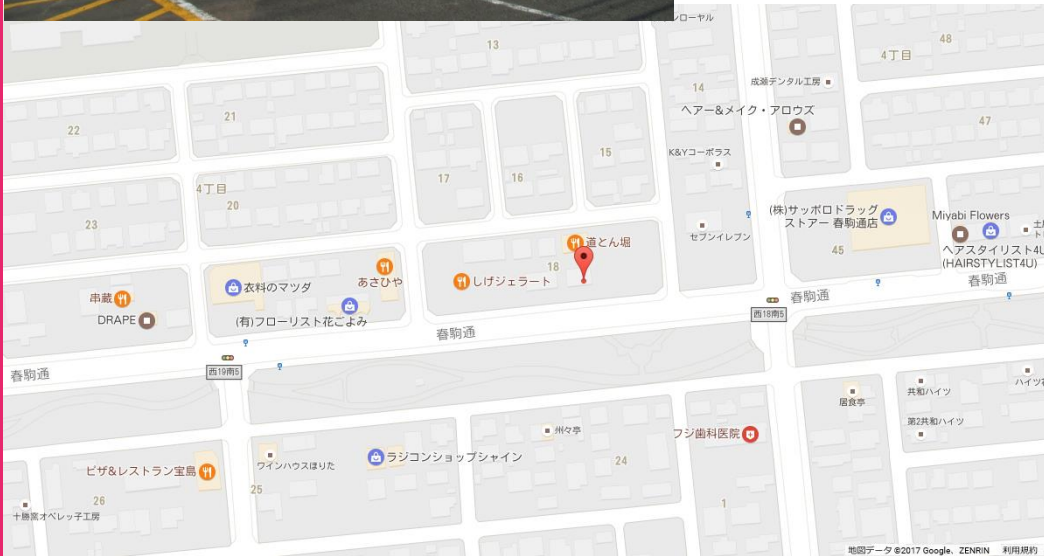 ローヤル
13
48
4丁目
14
成瀬デンタル工房
ヘアー&メイク・アロウズ
21
22
47
15
K&Yコーポラス
17
16
4丁目
20
23
(株)サッポロドラッグ
ストアー 春駒通店
45
Miyabi Flowers
セブンイレブン
道とん堀
ヘアスタイリスト4U
(HAIRSTYLIST4U)
18
あさひや
しげジェラート
衣料のマツダ
串蔵
DRAPE
(有)フローリスト花ごよみ
春駒通
春駒通
春駒通
西18南5
春駒通
西19南5
共和ハイツ
居食亭
第2共和ハイツ
州々亭
フジ歯科医院
ラジコンショップシャイン
ワインハウスほりた
ピザ&レストラン宝島
24
25
26
1
十勝窯オペレッ子工房
地図データ ©2017 Google、ZENRIN 利用規約